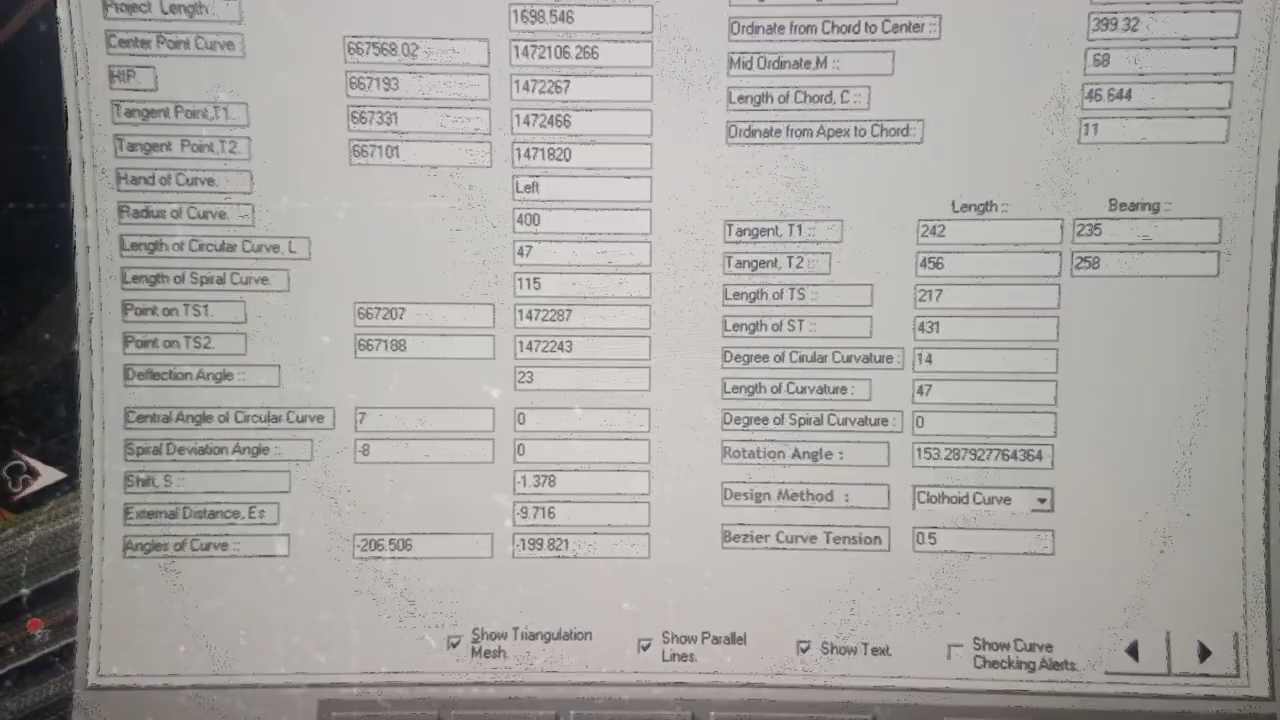 Project Length 1698.546
Center Point Curve 667568.02 1472106.266
HIP. 667193 1472267
Tangent Point,T1.. 667331 1472466
Tangent Point,T2. 667101 1471820
Hand of Curve. Left
Radius of Curve. 400
Length of Circular Curve, L 47
Length of Spiral Curve. 115
Point on TS1. 667207 1472287
Point on TS2. 667188 1472243
Deflection Angle :: 23
Central Angle of Circular Curve 7 0
Spiral Deviation Angle :: -8 0
Shift, S :: -1.378
External Distance, Es -9.716
Angles of Curve :: -206.506 -199.821
Ordinate from Chord to Center :: 399.32
Mid Ordinate,M :: .68
Length of Chord, C :: 46.644
Ordinate from Apex to Chord:: 11
Length :: Bearing ::
Tangent, T1 :: 242 235
Tangent, T2 :: 456 258
Length of TS :: 217
Length of ST :: 431
Degree of Cirular Curvature : 14
Length of Curvature : 47
Degree of Spiral Curvature : 0
Rotation Angle : 153.287927764364
Design Method : Clothoid Curve
Bezier Curve Tension 0.5
Show Triangulation
Mesh.
Show Parallel
Lines.
Show Text.
Show Curve
Checking Alerts.